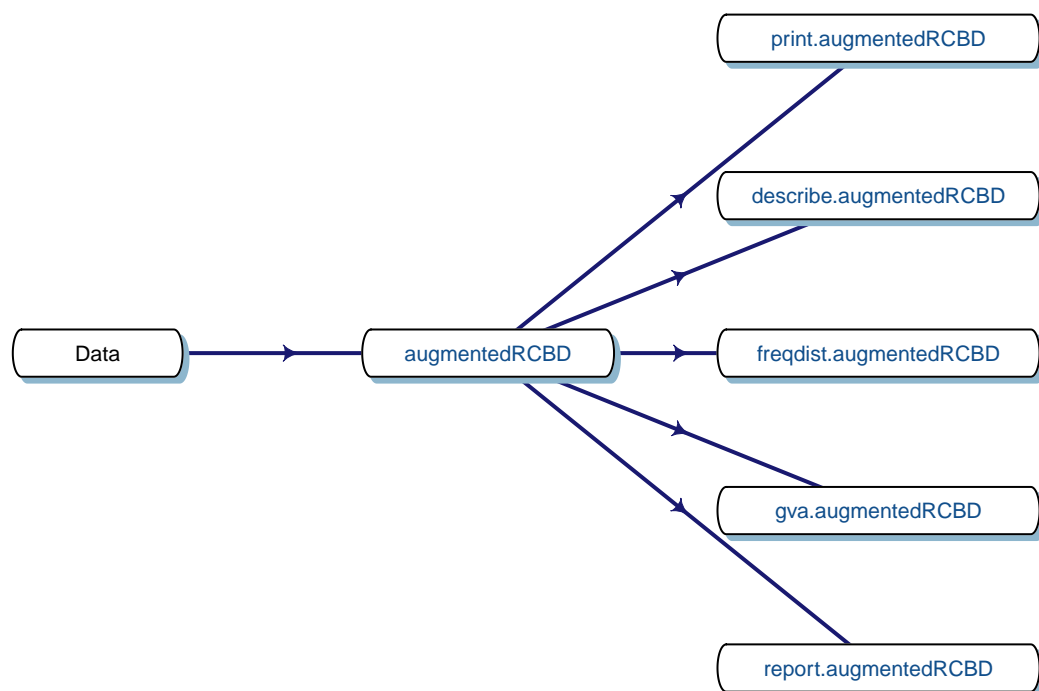 print.augmentedRCBD
describe.augmentedRCBD
Data
augmentedRCBD
freqdist.augmentedRCBD
gva.augmentedRCBD
report.augmentedRCBD